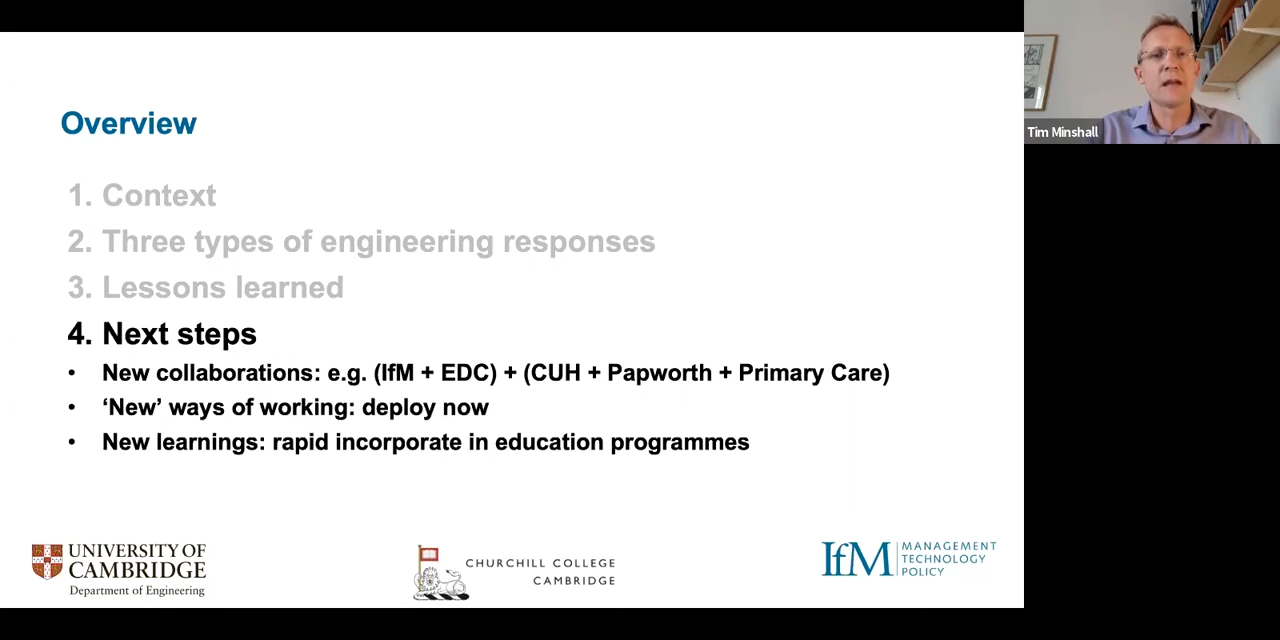 Overview
1. Context
2. Three types of engineering responses
3. Lessons learned
4. Next steps
• New collaborations: e.g. (IfM + EDC) + (CUH + Papworth + Primary Care)
• ‘New’ ways of working: deploy now
• New learnings: rapid incorporate in education programmes
UNIVERSITY OF
CAMBRIDGE
Department of Engineering
CHURCHILL COLLEGE
CAMBRIDGE
IfM
MANAGEMENT
TECHNOLOGY
POLICY
Tim Minshall